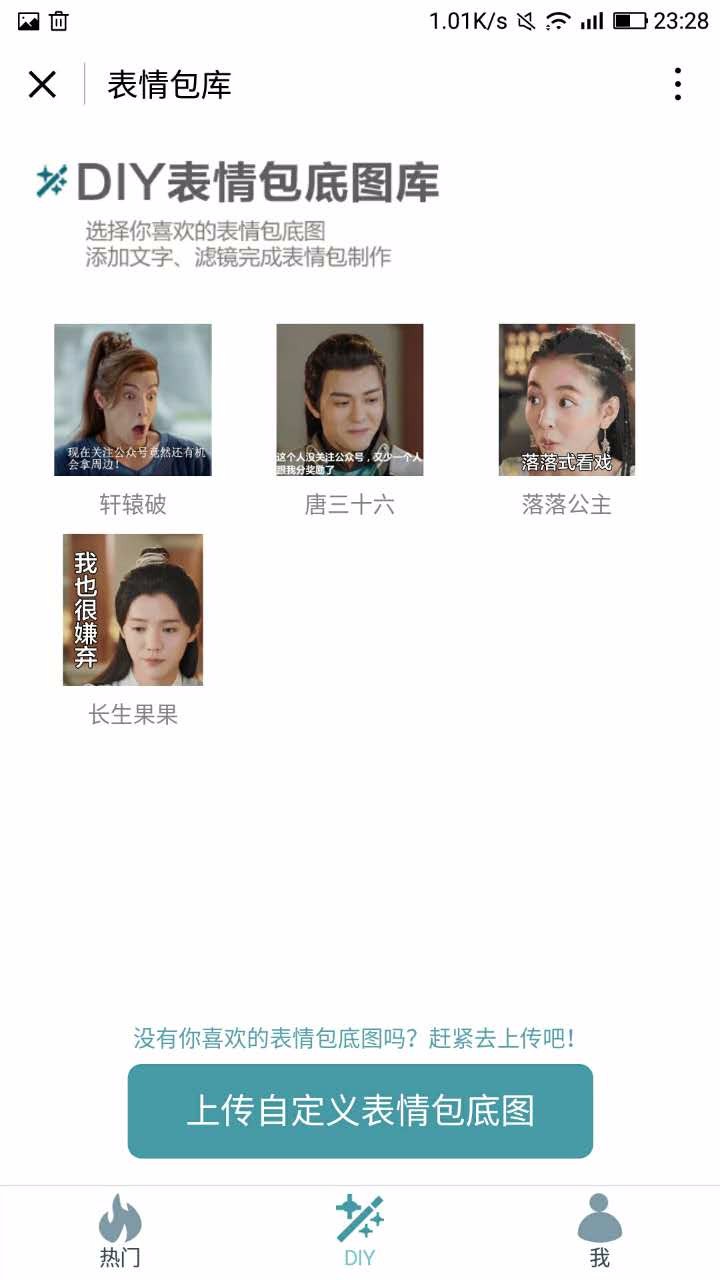 1.01K/s 23:28
表情包库
DIY表情包底图库
选择你喜欢的表情包底图
添加文字、滤镜完成表情包制作
现在关注公众号竟然还有机
会拿周边!
这个人没关注公众号,又少一个人
跟我分奖励了
落落式看戏
轩辕破
唐三十六
落落公主
我也很嫌弃
长生果果
没有你喜欢的表情包底图吗?赶紧去上传吧!
上传自定义表情包底图
热门
DIY
我